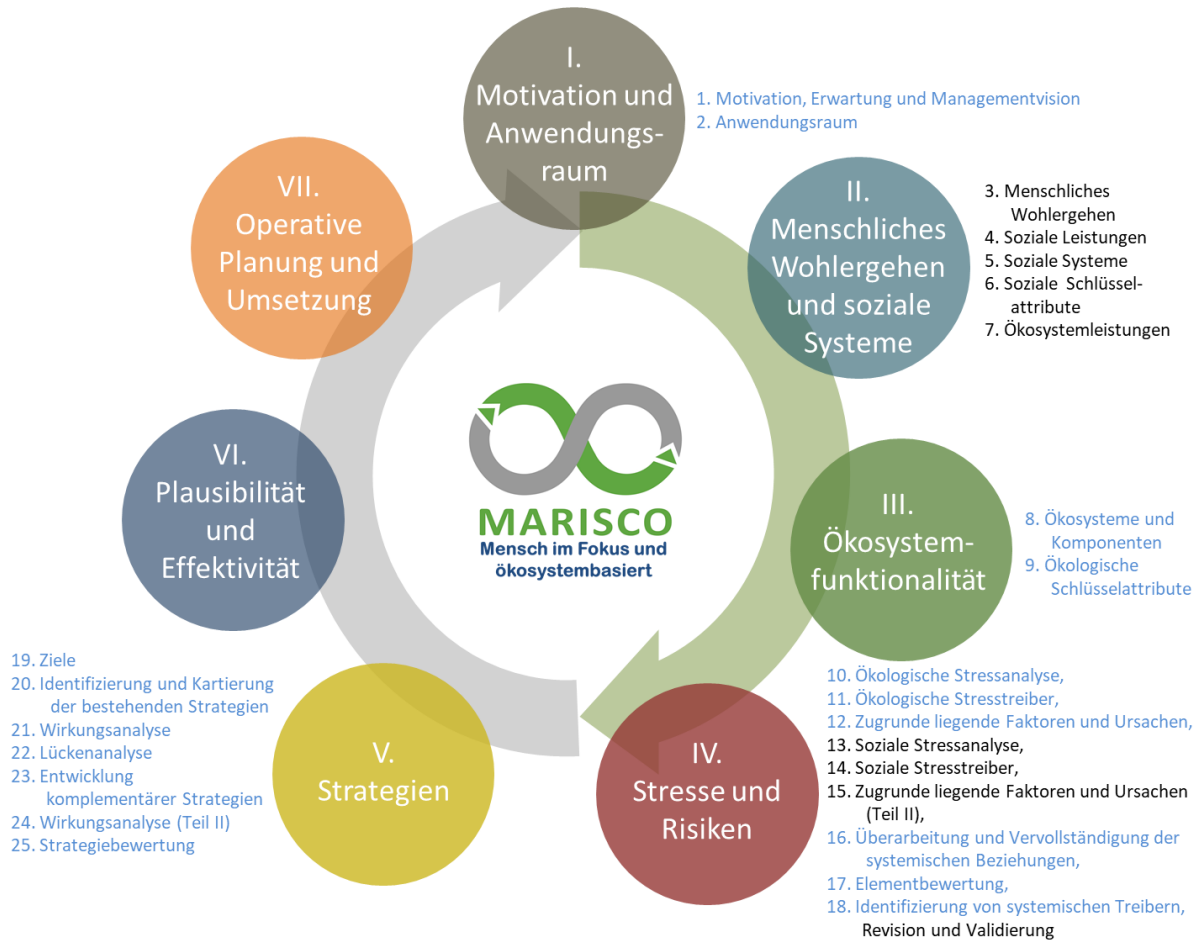 I.
Motivation und
Anwendungs-
raum
1. Motivation, Erwartung und Managementvision
2. Anwendungsraum
II.
Menschliches
Wohlergehen
und soziale
Systeme
3. Menschliches
Wohlergehen
4. Soziale Leistungen
5. Soziale Systeme
6. Soziale Schlüssel-
attribute
7. Ökosystemleistungen
III.
Ökosystem-
funktionalität
8. Ökosysteme und
Komponenten
9. Ökologische
Schlüsselattribute
IV.
Stresse und
Risiken
10. Ökologische Stressanalyse,
11. Ökologische Stresstreiber,
12. Zugrunde liegende Faktoren und Ursachen,
13. Soziale Stressanalyse,
14. Soziale Stresstreiber,
15. Zugrunde liegende Faktoren und Ursachen
(Teil II),
16. Überarbeitung und Vervollständigung der
systemischen Beziehungen,
17. Elementbewertung,
18. Identifizierung von systemischen Treibern,
Revision und Validierung
V.
Strategien
19. Ziele
20. Identifizierung und Kartierung
der bestehenden Strategien
21. Wirkungsanalyse
22. Lückenanalyse
23. Entwicklung
komplementärer Strategien
24. Wirkungsanalyse (Teil II)
25. Strategiebewertung
VI.
Plausibilität
und
Effektivität
VII.
Operative
Planung und
Umsetzung
MARISCO
Mensch im Fokus und
ökosystembasiert